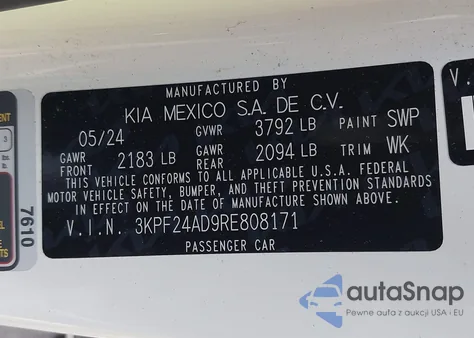 MANUFACTURED BY
KIA MEXICO S.A. DE C.V.
05/24 GVWR 3792 LB PAINT SWP
GAWR FRONT 2183 LB GAWR REAR 2094 LB TRIM WK
THIS VEHICLE CONFORMS TO ALL APPLICABLE U.S.A. FEDERAL
MOTOR VEHICLE SAFETY, BUMPER, AND THEFT PREVENTION STANDARDS
IN EFFECT ON THE DATE OF MANUFACTURE SHOWN ABOVE.
V.I.N. 3KPF24AD9RE808171
PASSENGER CAR
7610
V.I
autoSnap
Pewne auta z aukcji USA i EU